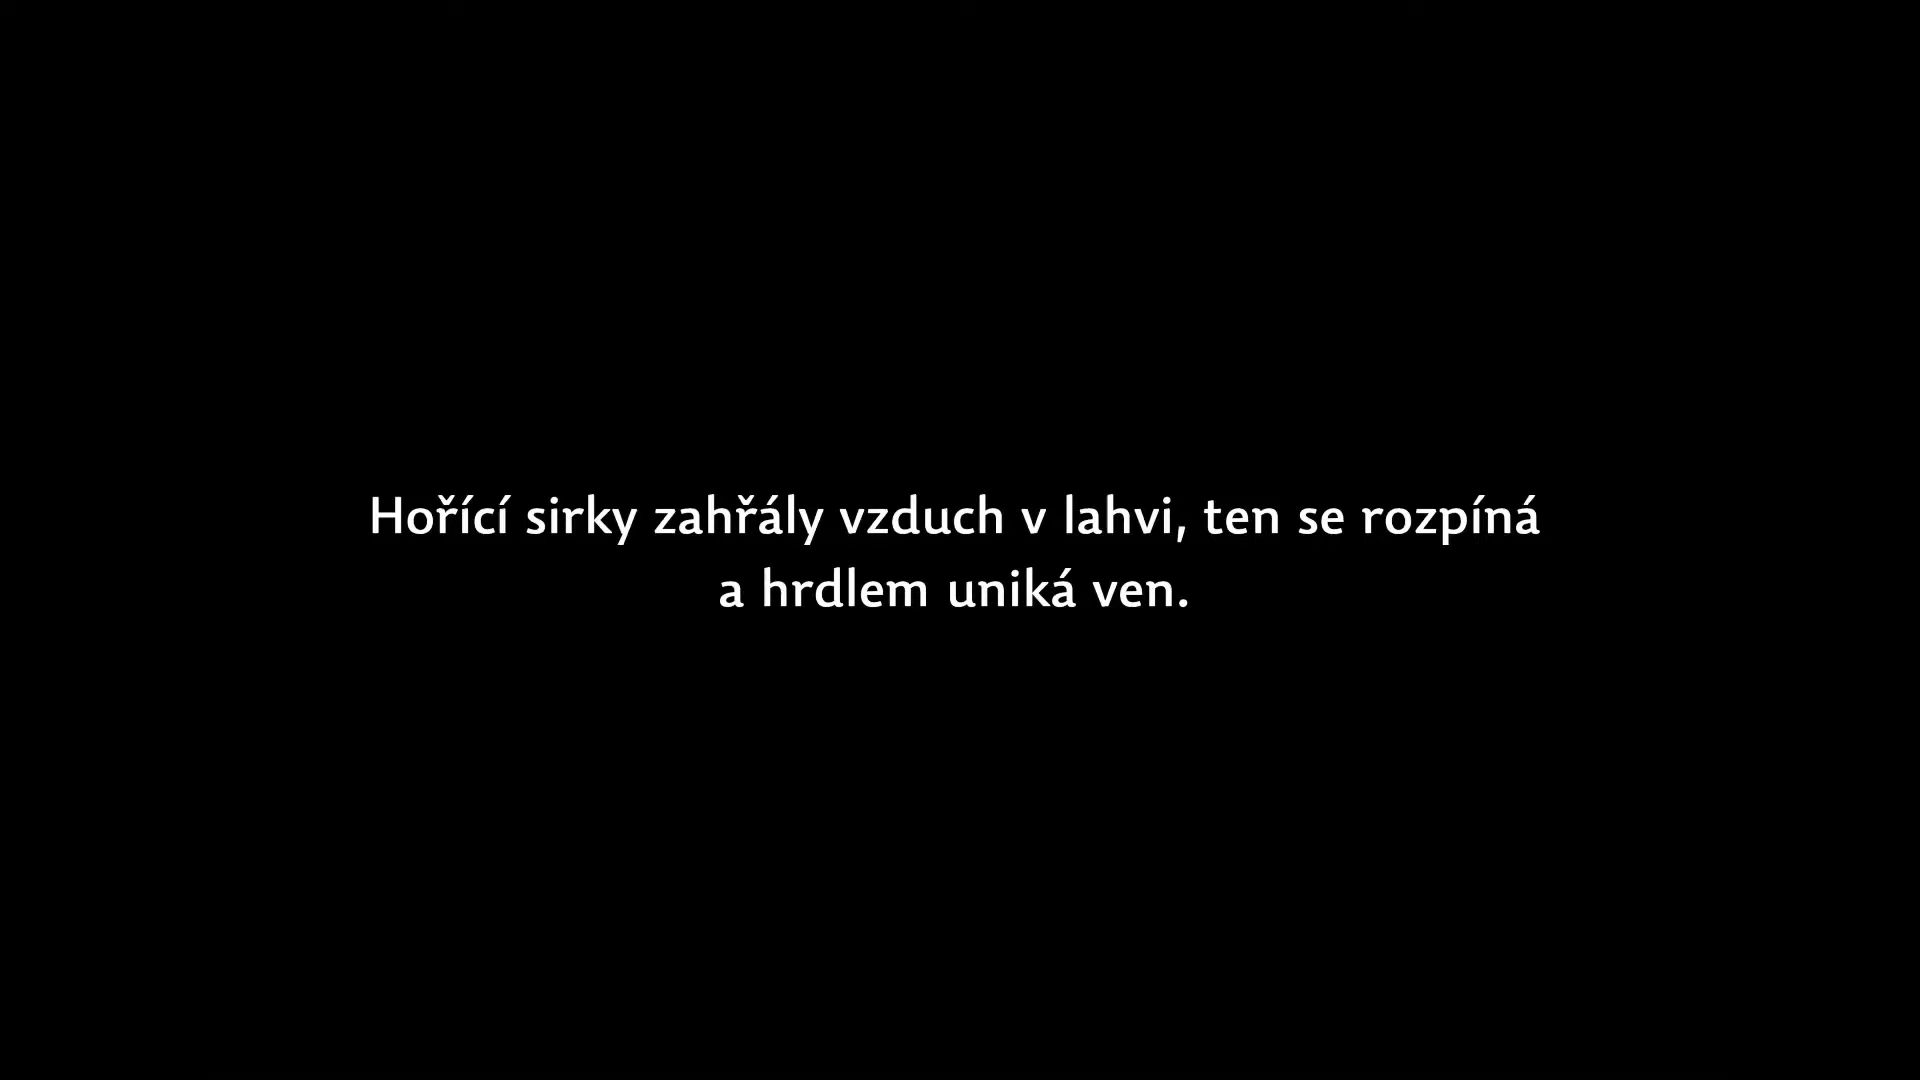 Hořící sirky zahřály vzduch v lahvi, ten se rozpíná
a hrdlem uniká ven.